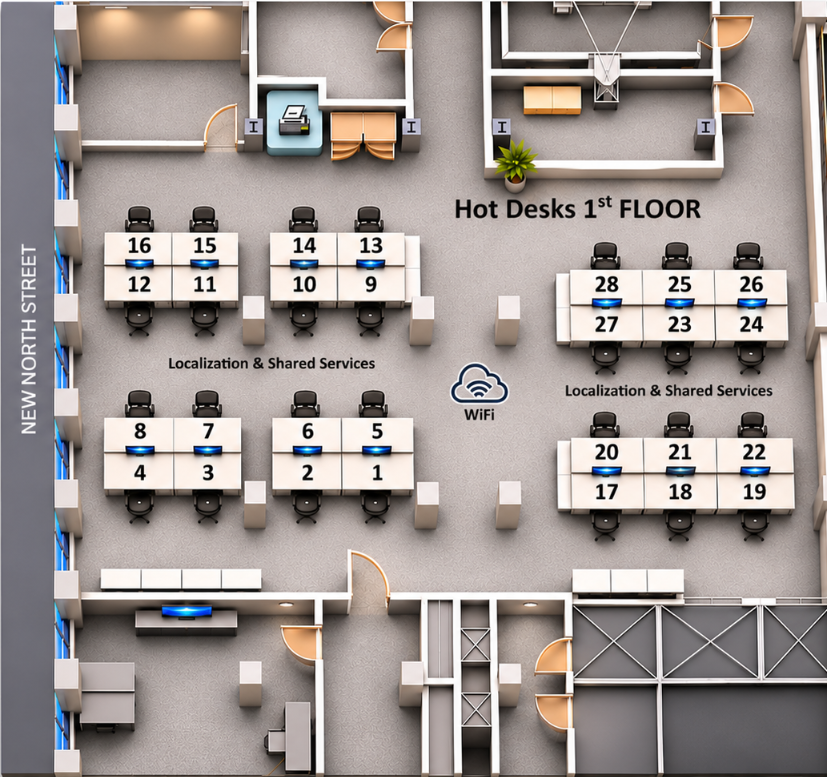 I
I
I
I
Hot Desks 1st FLOOR
NEW NORTH STREET
16 15 14 13
12 11 10 9
28 25 26
27 23 24
Localization & Shared Services
WiFi
Localization & Shared Services
8 7 6 5
4 3 2 1
20 21 22
17 18 19